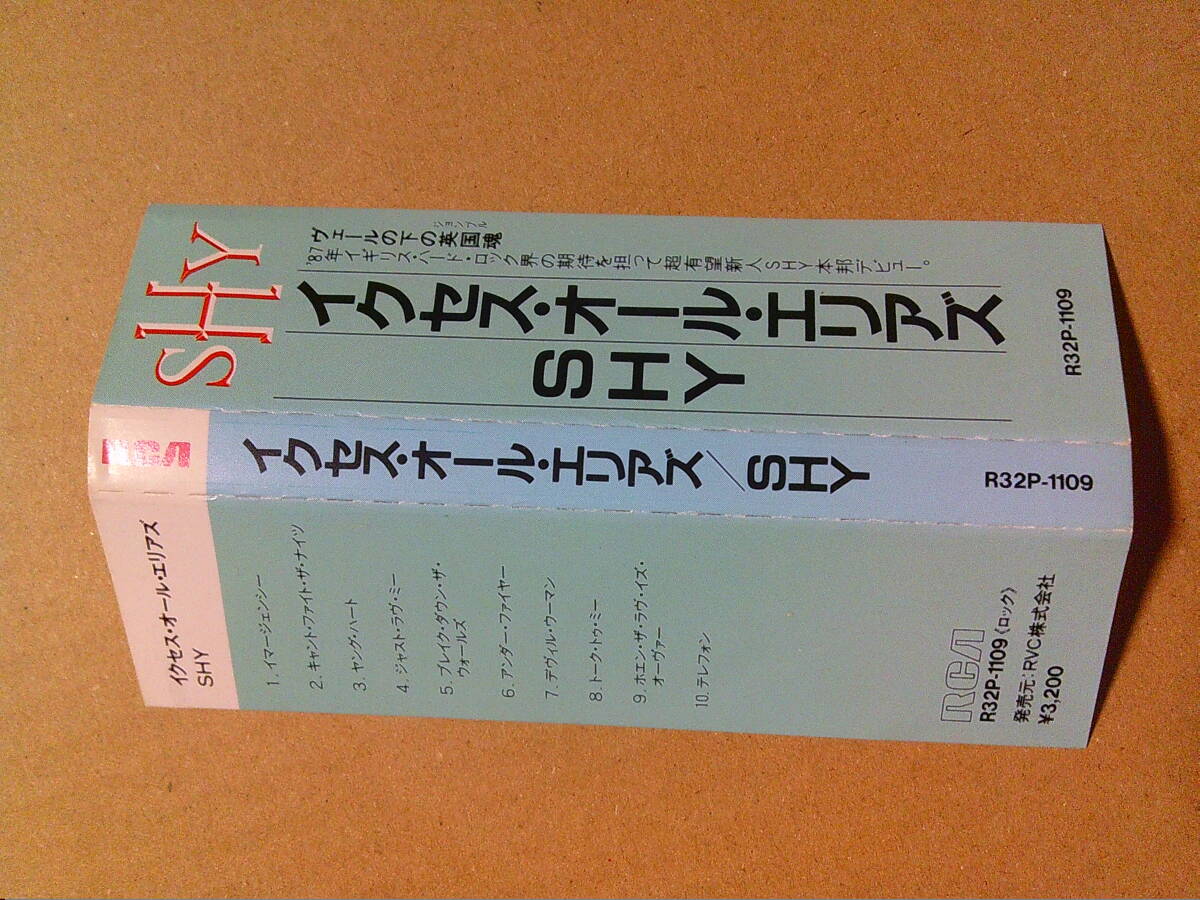 SHY
ジョンブル
ヴェールの下の英国魂
'87年イギリス・ハード・ロック界の期待を担って超有望新人SHY本邦デビュー。
イクセス・オール・エリアズ
SHY
R32P-1109
イクセス・オール・エリアズ／SHY
R32P-1109
イクセス・オール・エリアズ
SHY
1. イマージェンシー
2. キャント・ファイト・ザ・ナイツ
3. ヤング・ハート
4. ジャスト・ラヴ・ミー
5. ブレイク・ダウン・ザ・
ウォールズ
6. アンダー・ファイヤー
7. デヴィル・ウーマン
8. トーク・トゥ・ミー
9. ホエン・ザ・ラヴ・イズ・
オーヴァー
10. テレフォン
RCA
R32P-1109〈ロック〉
発売元:RVC株式会社
¥3,200